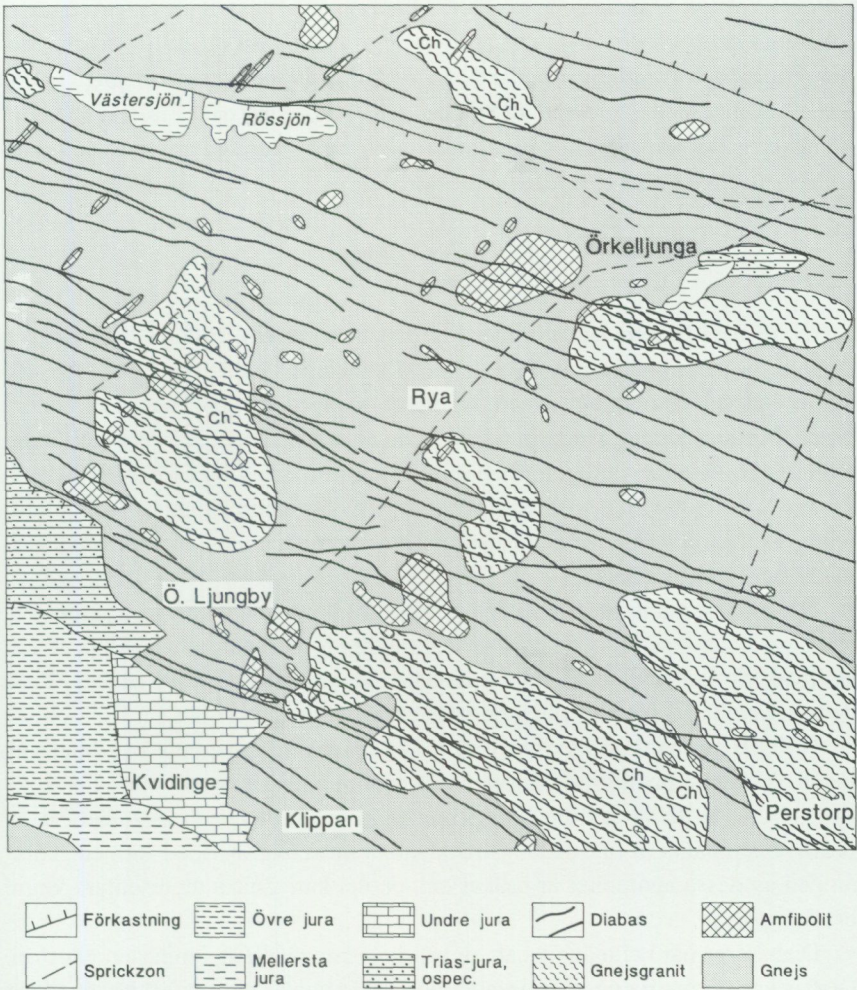 Ch
Ch
Västersjön
Rössjön
Örkelljunga
Rya
Ch
Ö. Ljungby
Kvidinge
Klippan
Ch
Ch
Perstorp
Förkastning
Övre jura
Undre jura
Diabas
Amfibolit
Sprickzon
Mellersta
jura
Trias-jura,
ospec.
Gnejsgranit
Gnejs